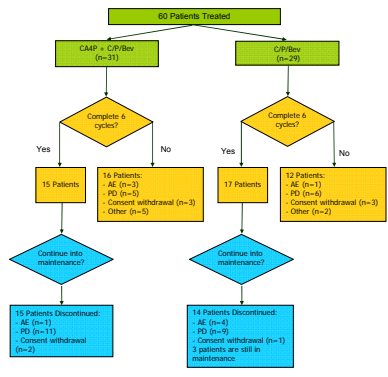 60 Patients Treated
CA4P + C/P/Bev
(n=31)
C/P/Bev
(n=29)
Complete 6
cycles?
Complete 6
cycles?
Yes
No
Yes
No
15 Patients
16 Patients:
- AE (n=3)
- PD (n=5)
- Consent withdrawal (n=3)
- Other (n=5)
17 Patients
12 Patients:
- AE (n=1)
- PD (n=6)
- Consent withdrawal (n=3)
- Other (n=2)
Continue into
maintenance?
Continue into
maintenance?
15 Patients Discontinued:
- AE (n=1)
- PD (n=11)
- Consent withdrawal
(n=2)
14 Patients Discontinued:
- AE (n=4)
- PD (n=9)
- Consent withdrawal (n=1)
3 patients are still in
maintenance